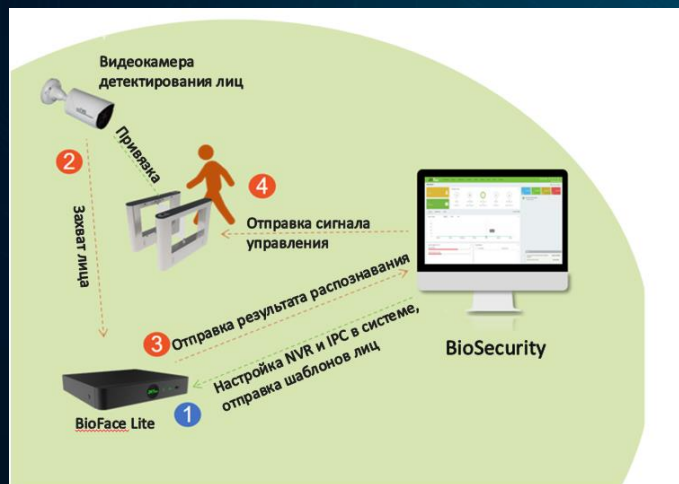 Видеокамера
детектирования лиц
Привязка
2
4
Захват лица
Отправка сигнала
управления
3
Отправка результата распознавания
Настройка NVR и IPC в системе,
отправка шаблонов лиц
BioSecurity
1
BioFace Lite